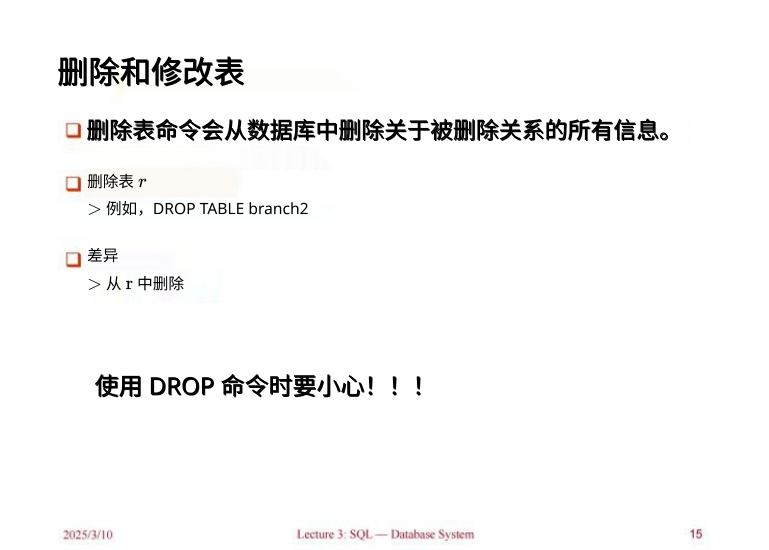 删除和修改表
删除表命令会从数据库中删除关于被删除关系的所有信息。
删除表 r
> 例如，DROP TABLE branch2
差异
> 从 r 中删除
使用 DROP 命令时要小心！！！
2025/3/10
Lecture 3: SQL — Database System
15